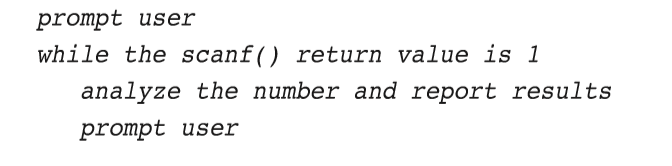 prompt user
while the scanf() return value is 1
analyze the number and report results
prompt user